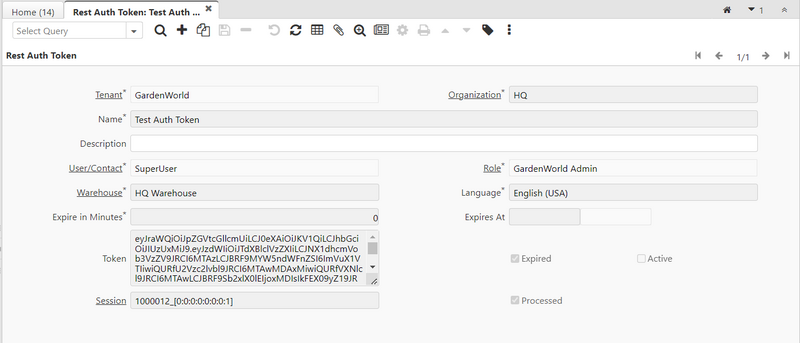 Home (14)
Rest Auth Token: Test Auth ...
1
Select Query
Rest Auth Token
1/1
Tenant* GardenWorld
Organization* HQ
Name* Test Auth Token
Description
User/Contact* SuperUser
Role* GardenWorld Admin
Warehouse* HQ Warehouse
Language* English (USA)
Expire in Minutes* 0
Expires At
Token
Expired
Active
Session 1000012_[0:0:0:0:0:0:0:1]
Processed